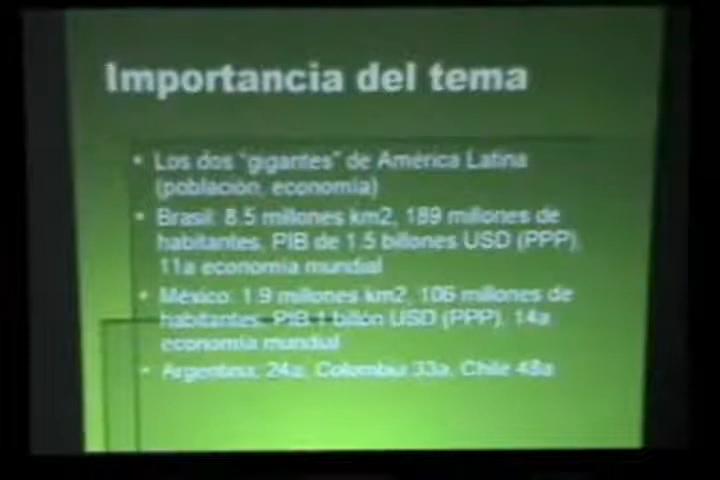 Importancia del tema
• Los dos "gigantes" de América Latina
(población, economía)
• Brasil: 8.5 millones km2, 189 millones de
habitantes, PIB de 1.5 billones USD (PPP),
11a economía mundial
• México: 1.9 millones km2, 106 millones de
habitantes, PIB 1 billón USD (PPP), 14a
economía mundial
• Argentina: 24a, Colombia 33a, Chile 48a